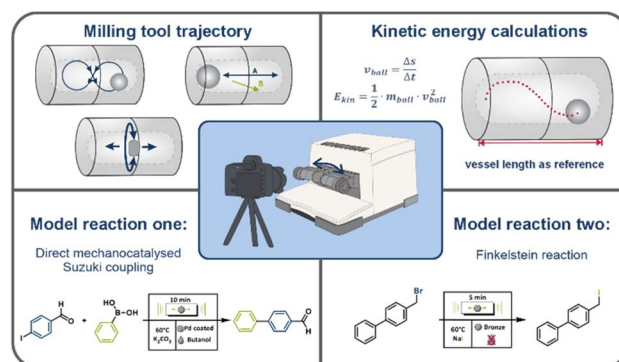 Milling tool trajectory
A
B
Kinetic energy calculations
v_ball = Δs / Δt
E_kin = 1/2 · m_ball · v²_ball
vessel length as reference
Model reaction one:
Direct mechanocatalysed
Suzuki coupling
I
O
H
+
HO
B
OH
10 min
60°C
K₂CO₃
Pd coated
Butanol
O
H
Model reaction two:
Finkelstein reaction
Br
5 min
60°C
NaI
Bronze
I